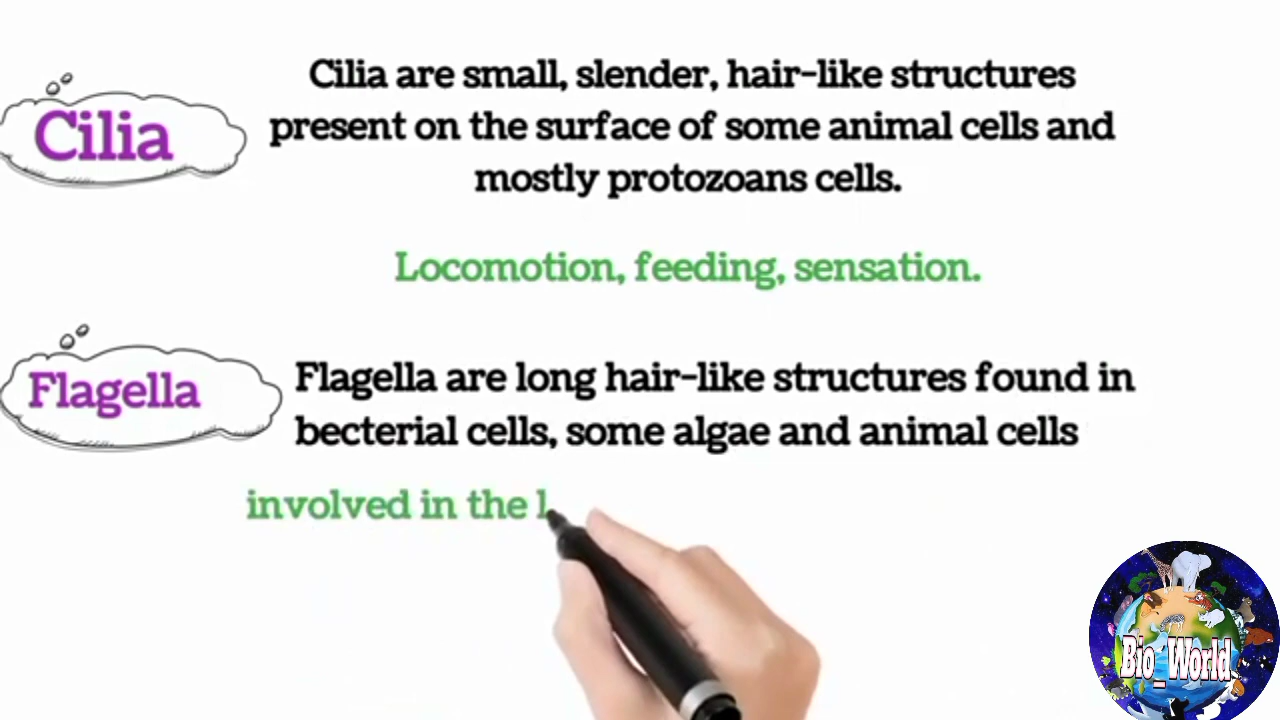 Cilia
Cilia are small, slender, hair-like structures
present on the surface of some animal cells and
mostly protozoans cells.
Locomotion, feeding, sensation.
Flagella
Flagella are long hair-like structures found in
becterial cells, some algae and animal cells
involved in the l
Bio_World